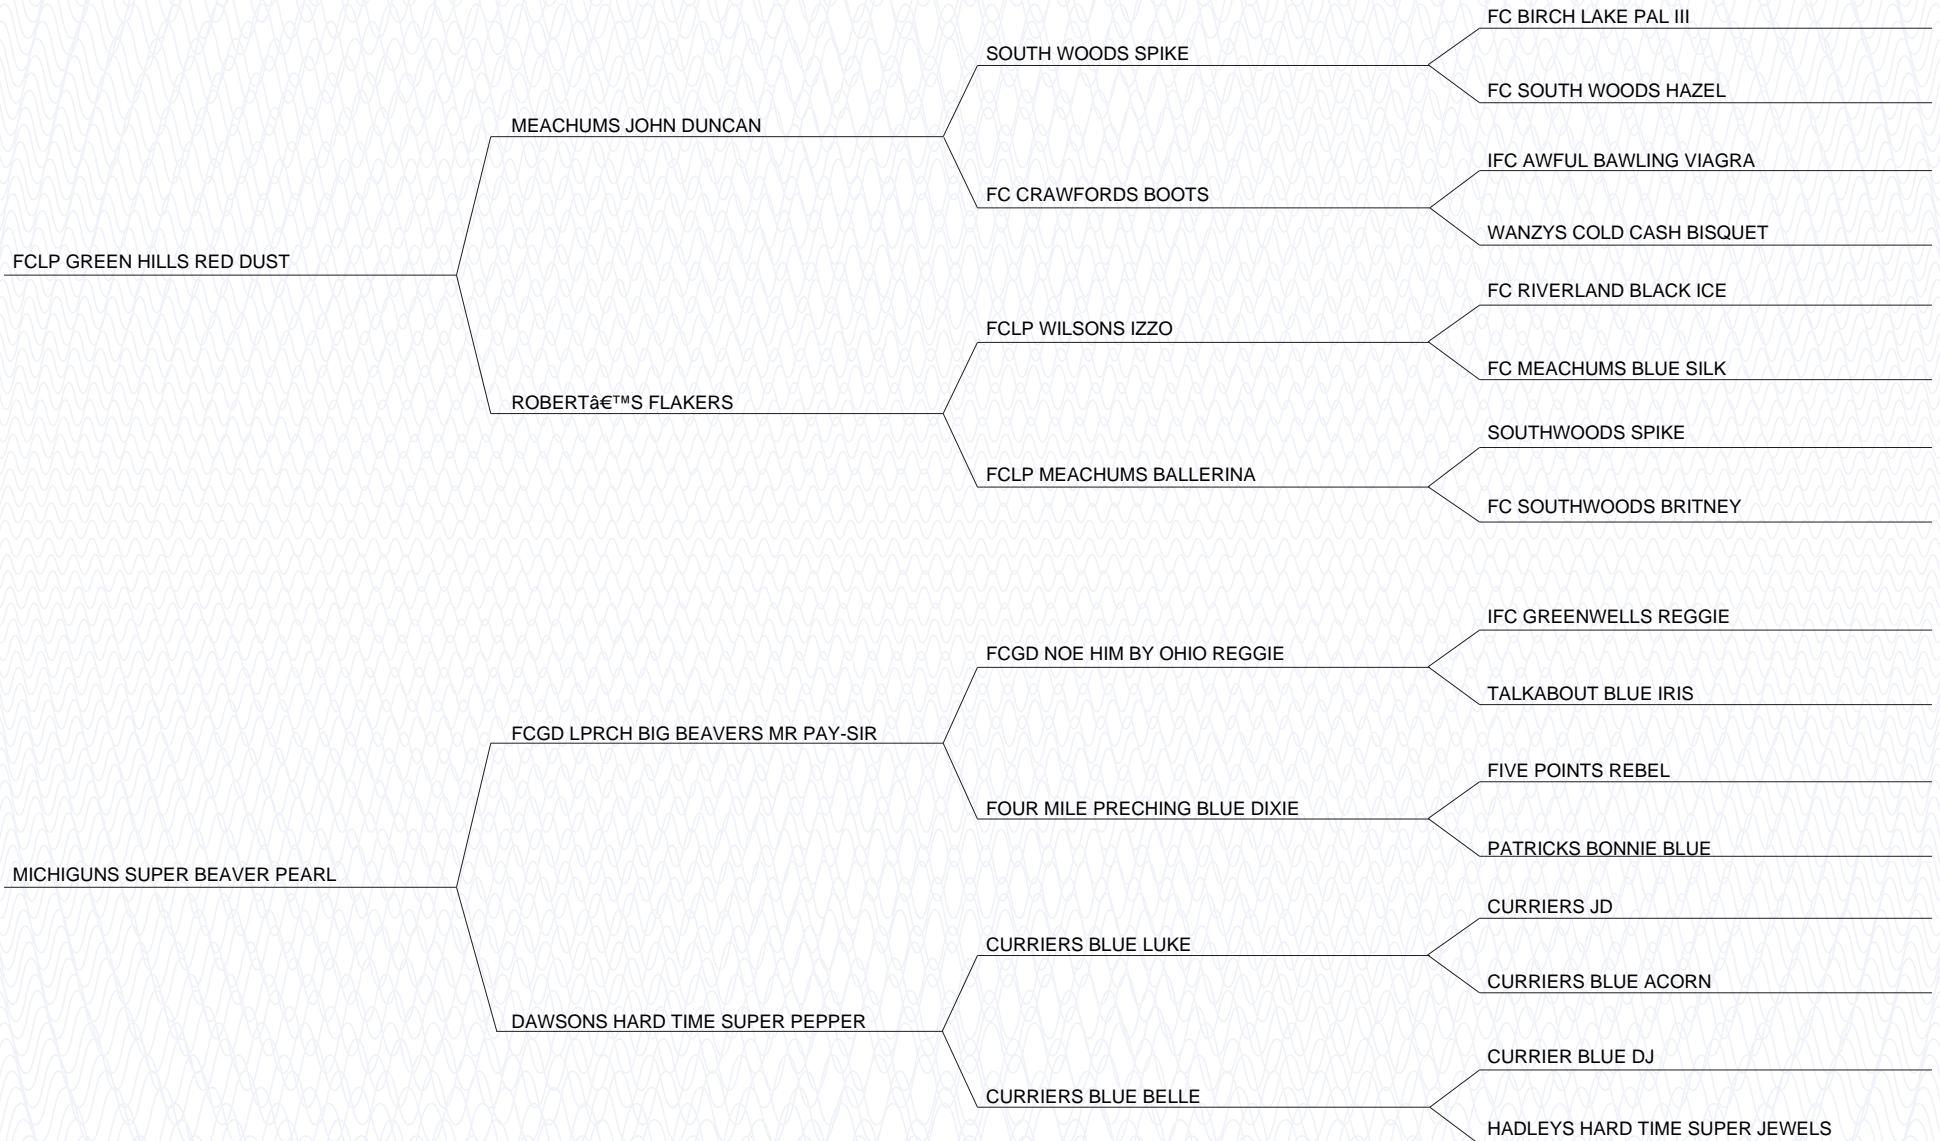 FC BIRCH LAKE PAL III
SOUTH WOODS SPIKE
FC SOUTH WOODS HAZEL
MEACHUMS JOHN DUNCAN
IFC AWFUL BAWLING VIAGRA
FC CRAWFORDS BOOTS
WANZYS COLD CASH BISQUET
FCLP GREEN HILLS RED DUST
FC RIVERLAND BLACK ICE
FCLP WILSONS IZZO
FC MEACHUMS BLUE SILK
ROBERTâ€™S FLAKERS
SOUTHWOODS SPIKE
FCLP MEACHUMS BALLERINA
FC SOUTHWOODS BRITNEY
IFC GREENWELLS REGGIE
FCGD NOE HIM BY OHIO REGGIE
TALKABOUT BLUE IRIS
FCGD LPRCH BIG BEAVERS MR PAY-SIR
FIVE POINTS REBEL
FOUR MILE PRECHING BLUE DIXIE
PATRICKS BONNIE BLUE
MICHIGUNS SUPER BEAVER PEARL
CURRIERS JD
CURRIERS BLUE LUKE
CURRIERS BLUE ACORN
DAWSONS HARD TIME SUPER PEPPER
CURRIER BLUE DJ
CURRIERS BLUE BELLE
HADLEYS HARD TIME SUPER JEWELS